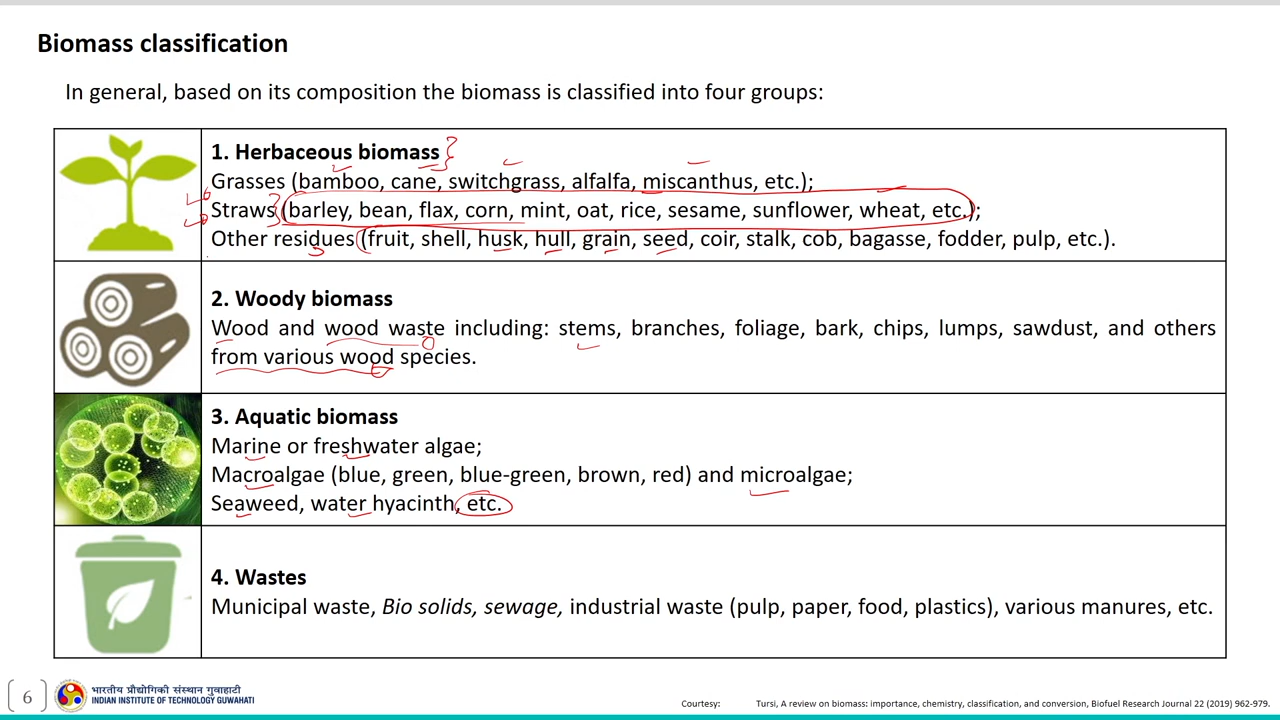 Biomass classification
In general, based on its composition the biomass is classified into four groups:
1. Herbaceous biomass
Grasses (bamboo, cane, switchgrass, alfalfa, miscanthus, etc.);
Straws (barley, bean, flax, corn, mint, oat, rice, sesame, sunflower, wheat, etc.);
Other residues (fruit, shell, husk, hull, grain, seed, coir, stalk, cob, bagasse, fodder, pulp, etc.).
2. Woody biomass
Wood and wood waste including: stems, branches, foliage, bark, chips, lumps, sawdust, and others
from various wood species.
3. Aquatic biomass
Marine or freshwater algae;
Macroalgae (blue, green, blue-green, brown, red) and microalgae;
Seaweed, water hyacinth, etc.
4. Wastes
Municipal waste, Bio solids, sewage, industrial waste (pulp, paper, food, plastics), various manures, etc.
6
भारतीय प्रौद्योगिकी संस्थान गुवाहाटी
INDIAN INSTITUTE OF TECHNOLOGY GUWAHATI
Courtesy: Tursi, A review on biomass: importance, chemistry, classification, and conversion, Biofuel Research Journal 22 (2019) 962-979.